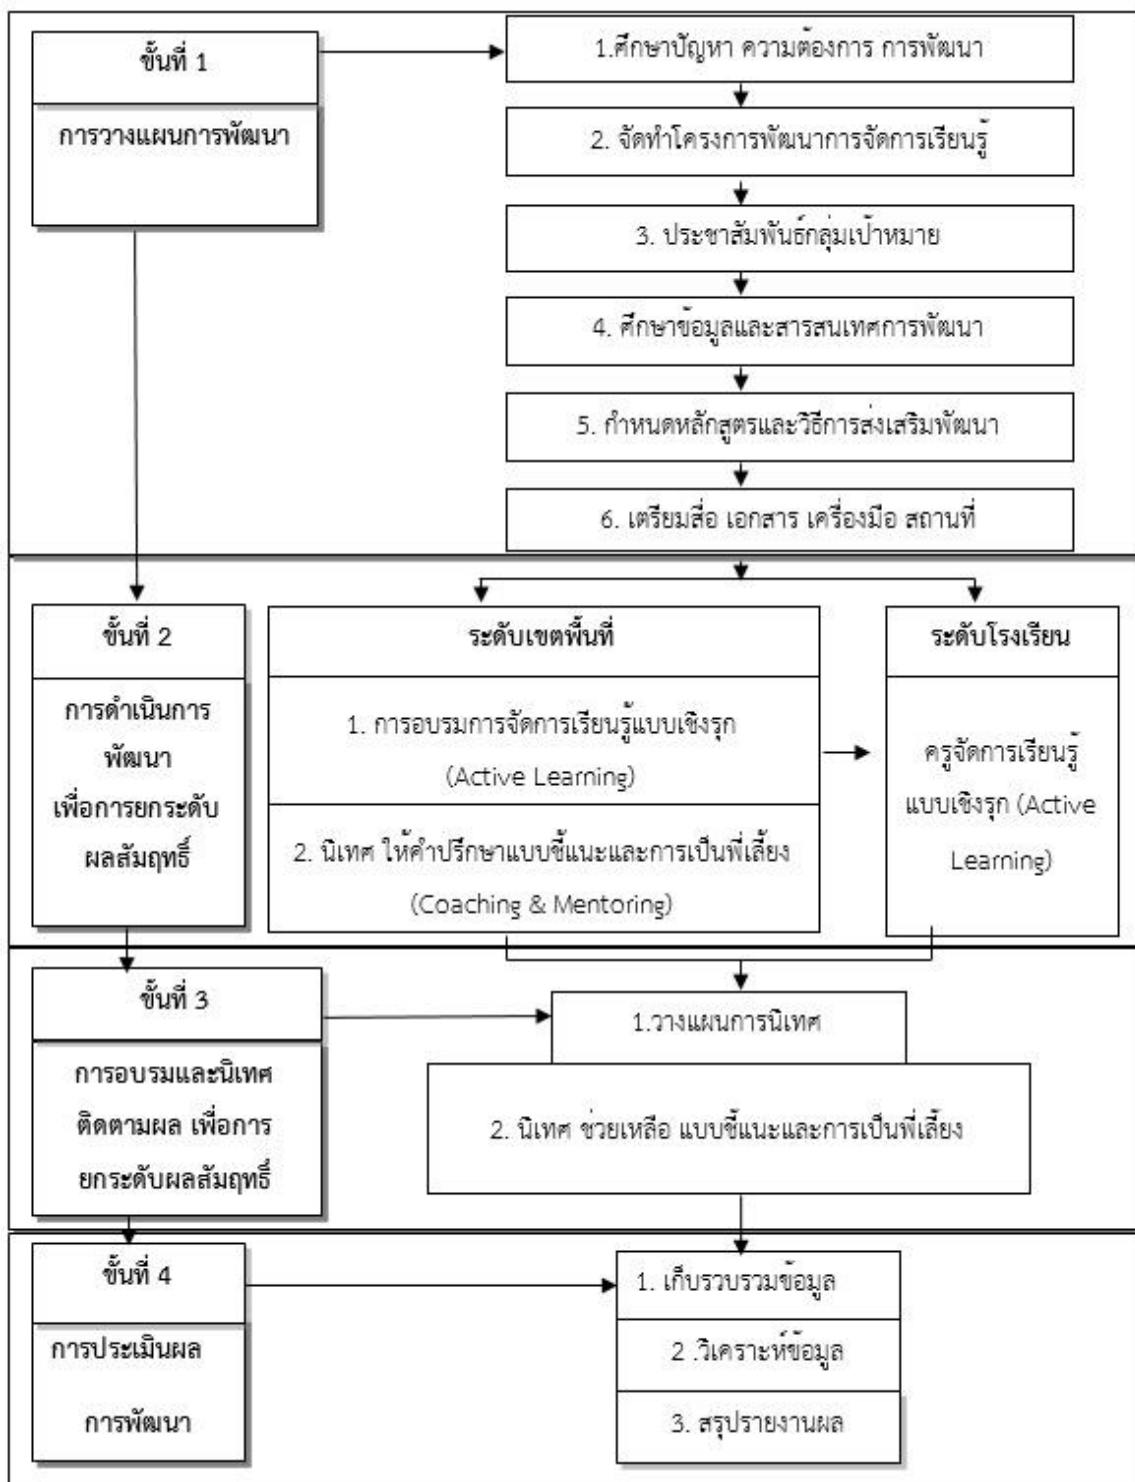 ขั้นที่ 1
การวางแผนการพัฒนา
1.ศึกษาปัญหา ความต้องการ การพัฒนา
2. จัดทำโครงการพัฒนาการจัดการเรียนรู้
3. ประชาสัมพันธ์กลุ่มเป้าหมาย
4. ศึกษาข้อมูลและสารสนเทศการพัฒนา
5. กำหนดหลักสูตรและวิธีการส่งเสริมพัฒนา
6. เตรียมสื่อ เอกสาร เครื่องมือ สถานที่
ขั้นที่ 2
การดำเนินการ
พัฒนา
เพื่อการยกระดับ
ผลสัมฤทธิ์
ระดับเขตพื้นที่
1. การอบรมการจัดการเรียนรู้แบบเชิงรุก
(Active Learning)
2. นิเทศ ให้คำปรึกษาแบบชี้แนะและการเป็นพี่เลี้ยง
(Coaching & Mentoring)
ระดับโรงเรียน
ครูจัดการเรียนรู้
แบบเชิงรุก (Active
Learning)
ขั้นที่ 3
การอบรมและนิเทศ
ติดตามผล เพื่อการ
ยกระดับผลสัมฤทธิ์
1.วางแผนการนิเทศ
2. นิเทศ ช่วยเหลือ แบบชี้แนะและการเป็นพี่เลี้ยง
ขั้นที่ 4
การประเมินผล
การพัฒนา
1. เก็บรวบรวมข้อมูล
2 .วิเคราะห์ข้อมูล
3. สรุปรายงานผล